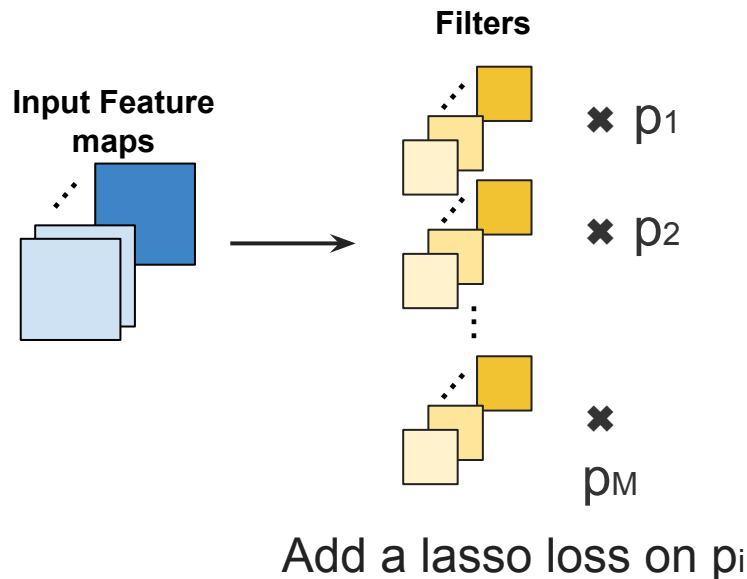 Filters
Input Feature
maps
✖ p1
✖ p2
✖
pM
Add a lasso loss on pi